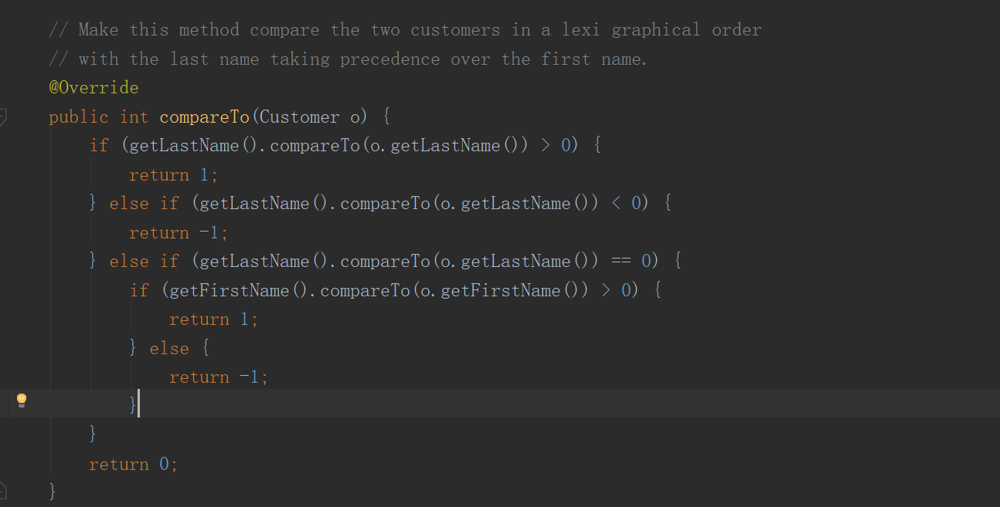 // Make this method compare the two customers in a lexi graphical order
// with the last name taking precedence over the first name.
@Override
public int compareTo(Customer o) {
if (getLastName().compareTo(o.getLastName()) > 0) {
return 1;
} else if (getLastName().compareTo(o.getLastName()) < 0) {
return -1;
} else if (getLastName().compareTo(o.getLastName()) == 0) {
if (getFirstName().compareTo(o.getFirstName()) > 0) {
return 1;
} else {
return -1;
}
}
return 0;
}